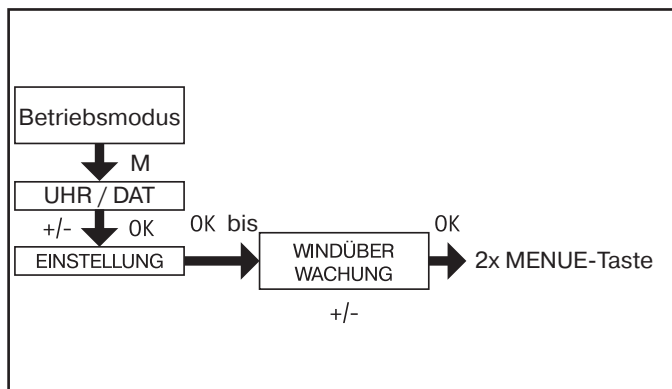 Betriebsmodus
M
UHR / DAT
+/- OK
EINSTELLUNG
OK bis
WINDÜBER
WACHUNG
+/-
OK
2x MENUE-Taste